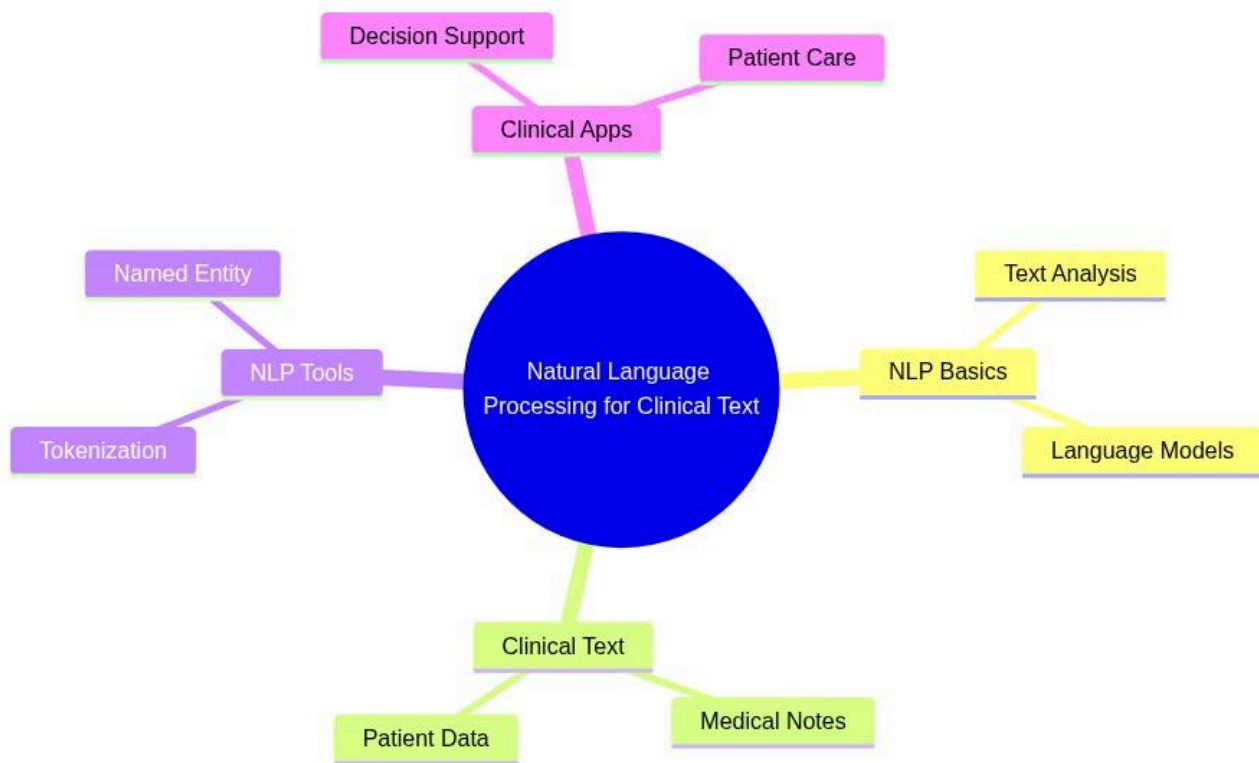 Decision Support
Patient Care
Clinical Apps
Named Entity
Text Analysis
NLP Tools
Natural Language
Processing for Clinical Text
NLP Basics
Tokenization
Language Models
Clinical Text
Patient Data
Medical Notes